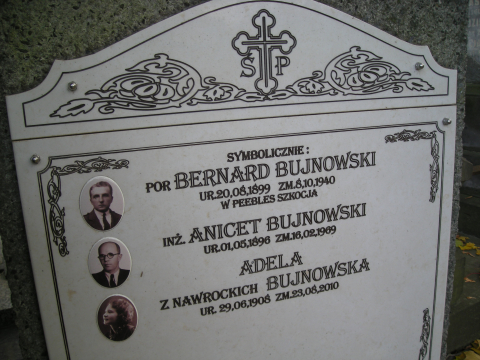 Ś P
SYMBOLICZNIE:
POR BERNARD BUJNOWSKI
UR.20.08.1899 ZM.8.10.1940
W PEEBLES SZKOCJA
INŻ. ANICET BUJNOWSKI
UR.01.05.1896 ZM.16.02.1969
ADELA
Z NAWROCKICH BUJNOWSKA
UR. 29.06.1908 ZM.23.08.2010